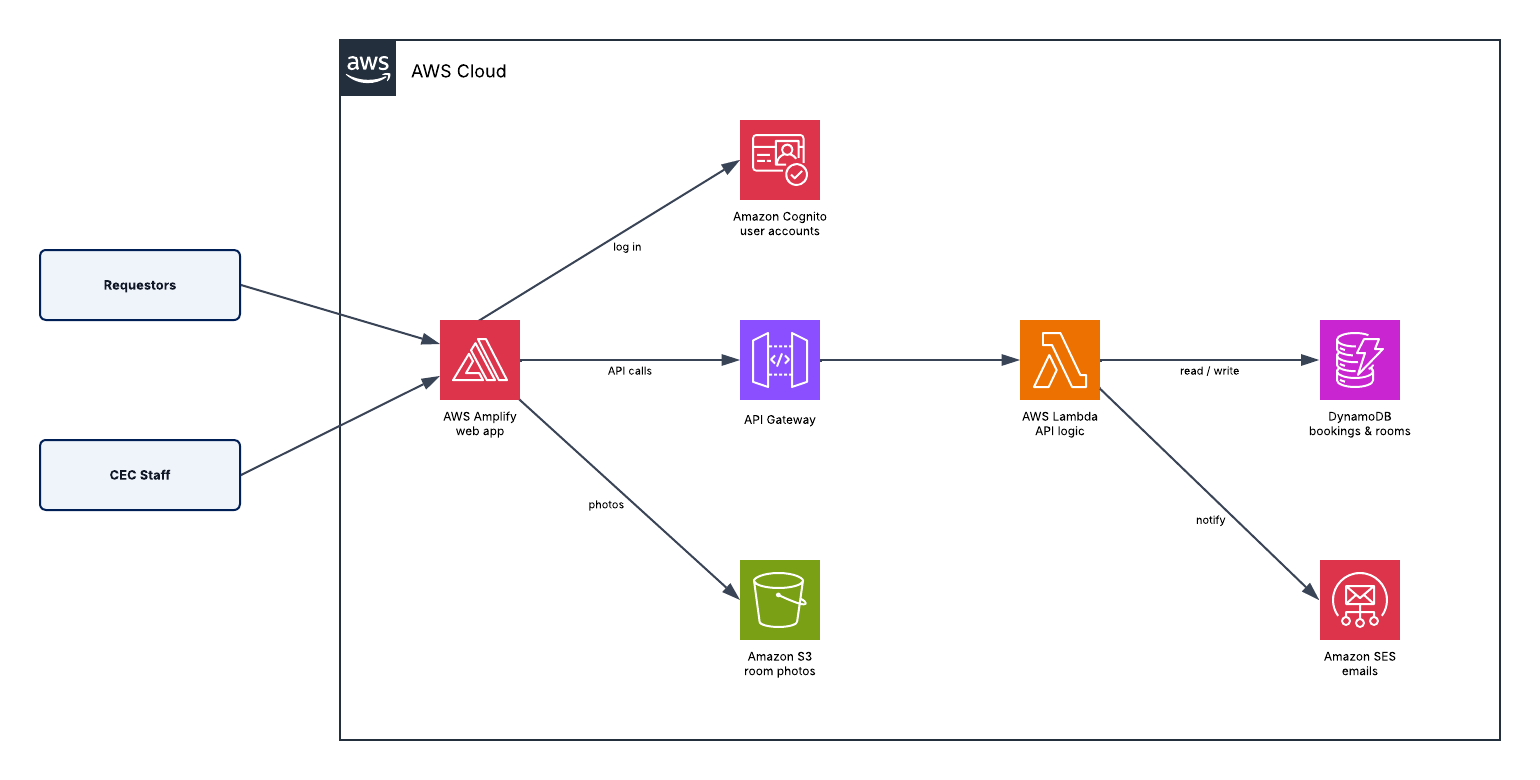 aws
AWS Cloud
Amazon Cognito
user accounts
log in
Requestors
API calls
read / write
AWS Amplify
web app
API Gateway
AWS Lambda
API logic
DynamoDB
bookings & rooms
CEC Staff
photos
notify
Amazon S3
room photos
Amazon SES
emails